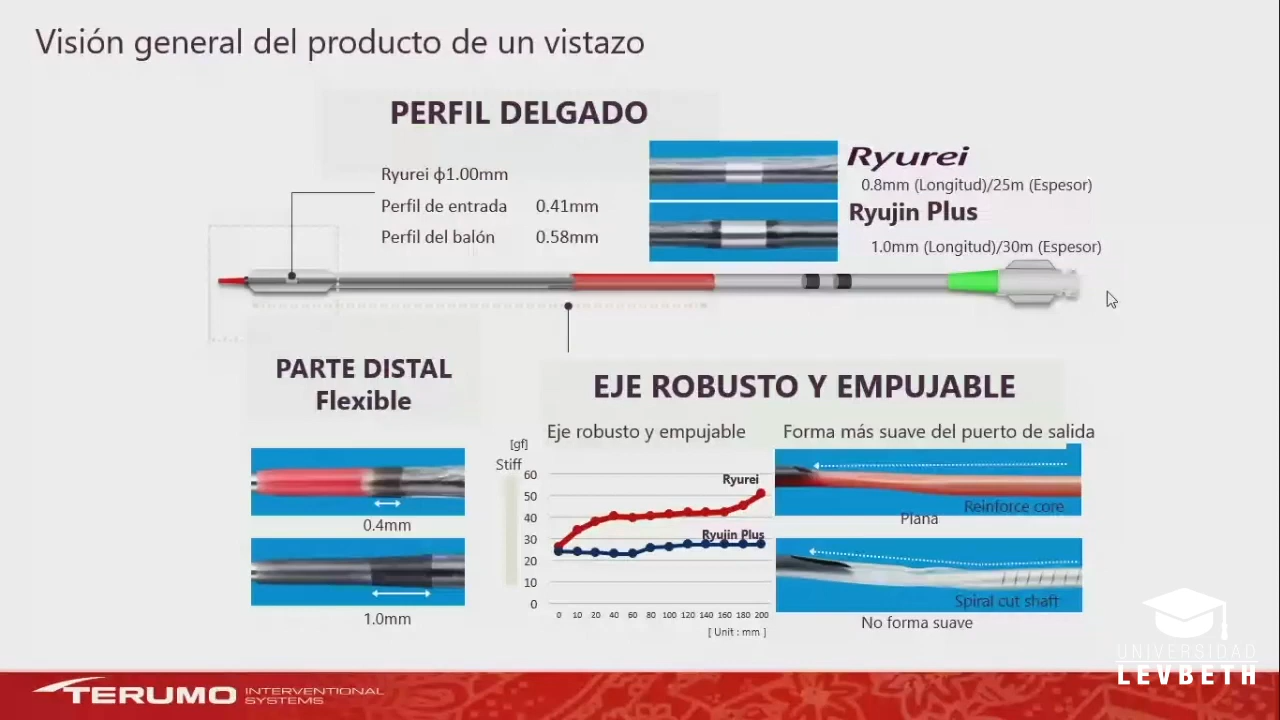 Visión general del producto de un vistazo
PERFIL DELGADO
Ryurei ф1.00mm
Perfil de entrada 0.41mm
Perfil del balón 0.58mm
Ryurei
0.8mm (Longitud)/25m (Espesor)
Ryujin Plus
1.0mm (Longitud)/30m (Espesor)
PARTE DISTAL
Flexible
0.4mm
1.0mm
EJE ROBUSTO Y EMPUJABLE
Eje robusto y empujable
[gf]
Stiff
60
50
40
30
20
10
0
Ryurei
Ryujin Plus
0 10 20 40 60 80 100 120 140 160 180 200
[ Unit : mm ]
Forma más suave del puerto de salida
Reinforce core
Plana
Spiral cut shaft
No forma suave
UNIVERSIDAD
LEVBETH
TERUMO INTERVENTIONAL
SYSTEMS